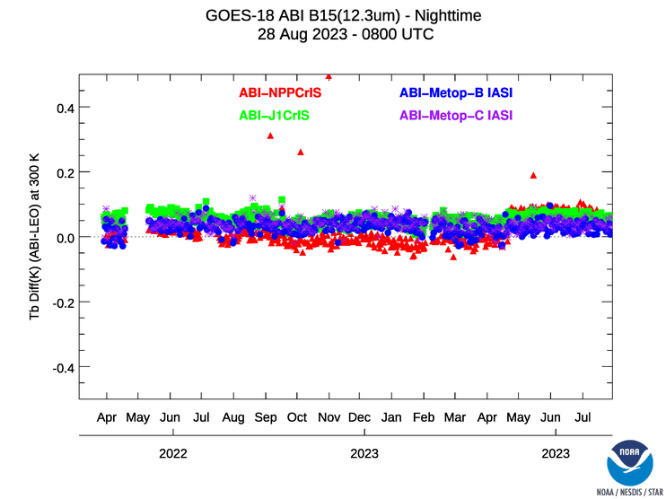 GOES-18 ABI B15(12.3um) - Nighttime
28 Aug 2023 - 0800 UTC
ABI−NPPCrIS ABI−Metop−B IASI
ABI−J1CrIS ABI−Metop−C IASI
Tb Diff(K) (ABI-LEO) at 300 K
0.4
0.2
0.0
-0.2
-0.4
Apr May Jun Jul Aug Sep Oct Nov Dec Jan Feb Mar Apr May Jun Jul
2022 2023 2023
NOAA
NOAA / NESDIS / STAR